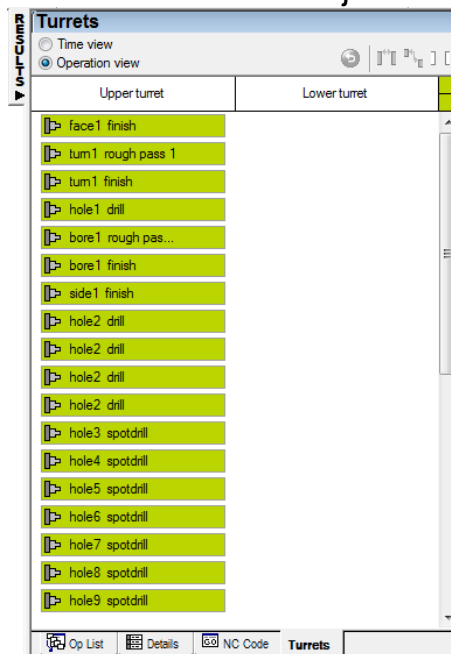 RESULTS
Turrets
Time view
Operation view
Upper turret
Lower turret
face1 finish
turn1 rough pass 1
turn1 finish
hole1 drill
bore1 rough pas...
bore1 finish
side1 finish
hole2 drill
hole2 drill
hole2 drill
hole2 drill
hole3 spotdrill
hole4 spotdrill
hole5 spotdrill
hole6 spotdrill
hole7 spotdrill
hole8 spotdrill
hole9 spotdrill
Op List
Details
GO NC Code
Turrets